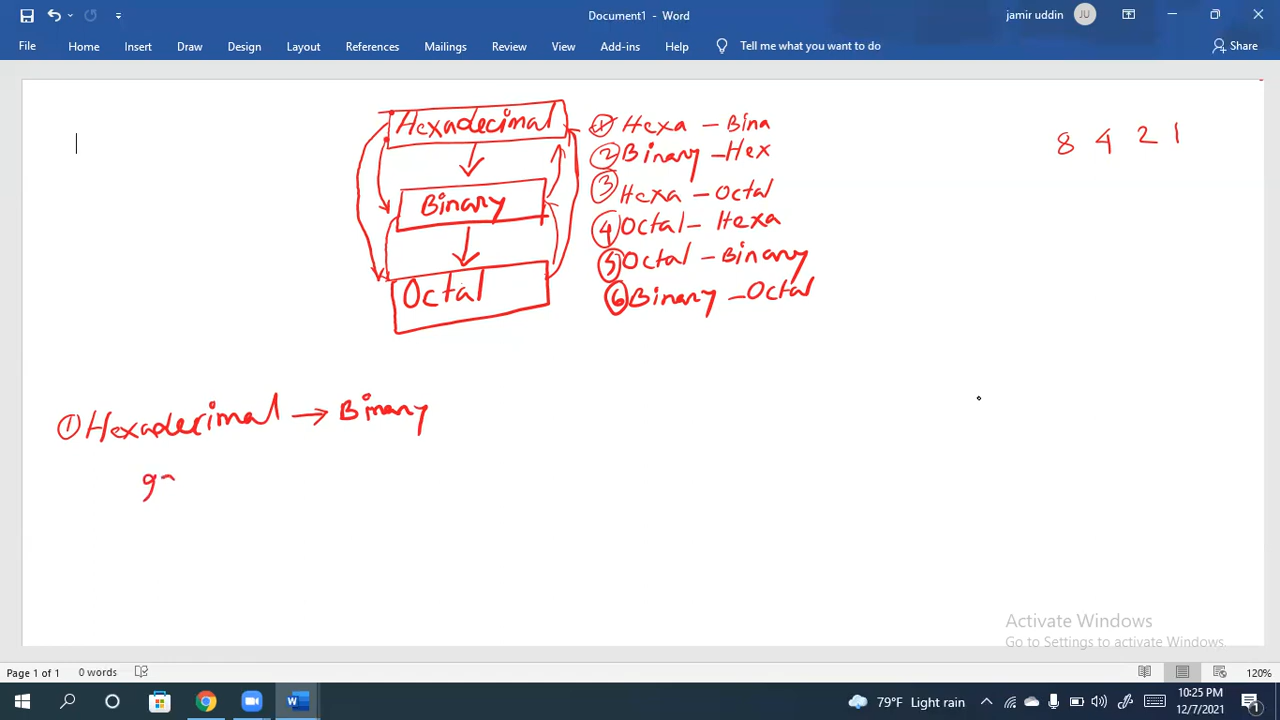 Document1 - Word
jamir uddin
JU
File Home Insert Draw Design Layout References Mailings Review View Add-ins Help Tell me what you want to do Share
Hexadecimal
Binary
Octal
① Hexa - Bina
② Binary - Hex
③ Hexa - Octal
④ Octal - Hexa
⑤ Octal - Binary
⑥ Binary - Octal
8 4 2 1
① Hexadecimal → Binary
Activate Windows
Go to Settings to activate Windows.
Page 1 of 1 0 words 120%
79°F Light rain 10:25 PM
12/7/2021
1